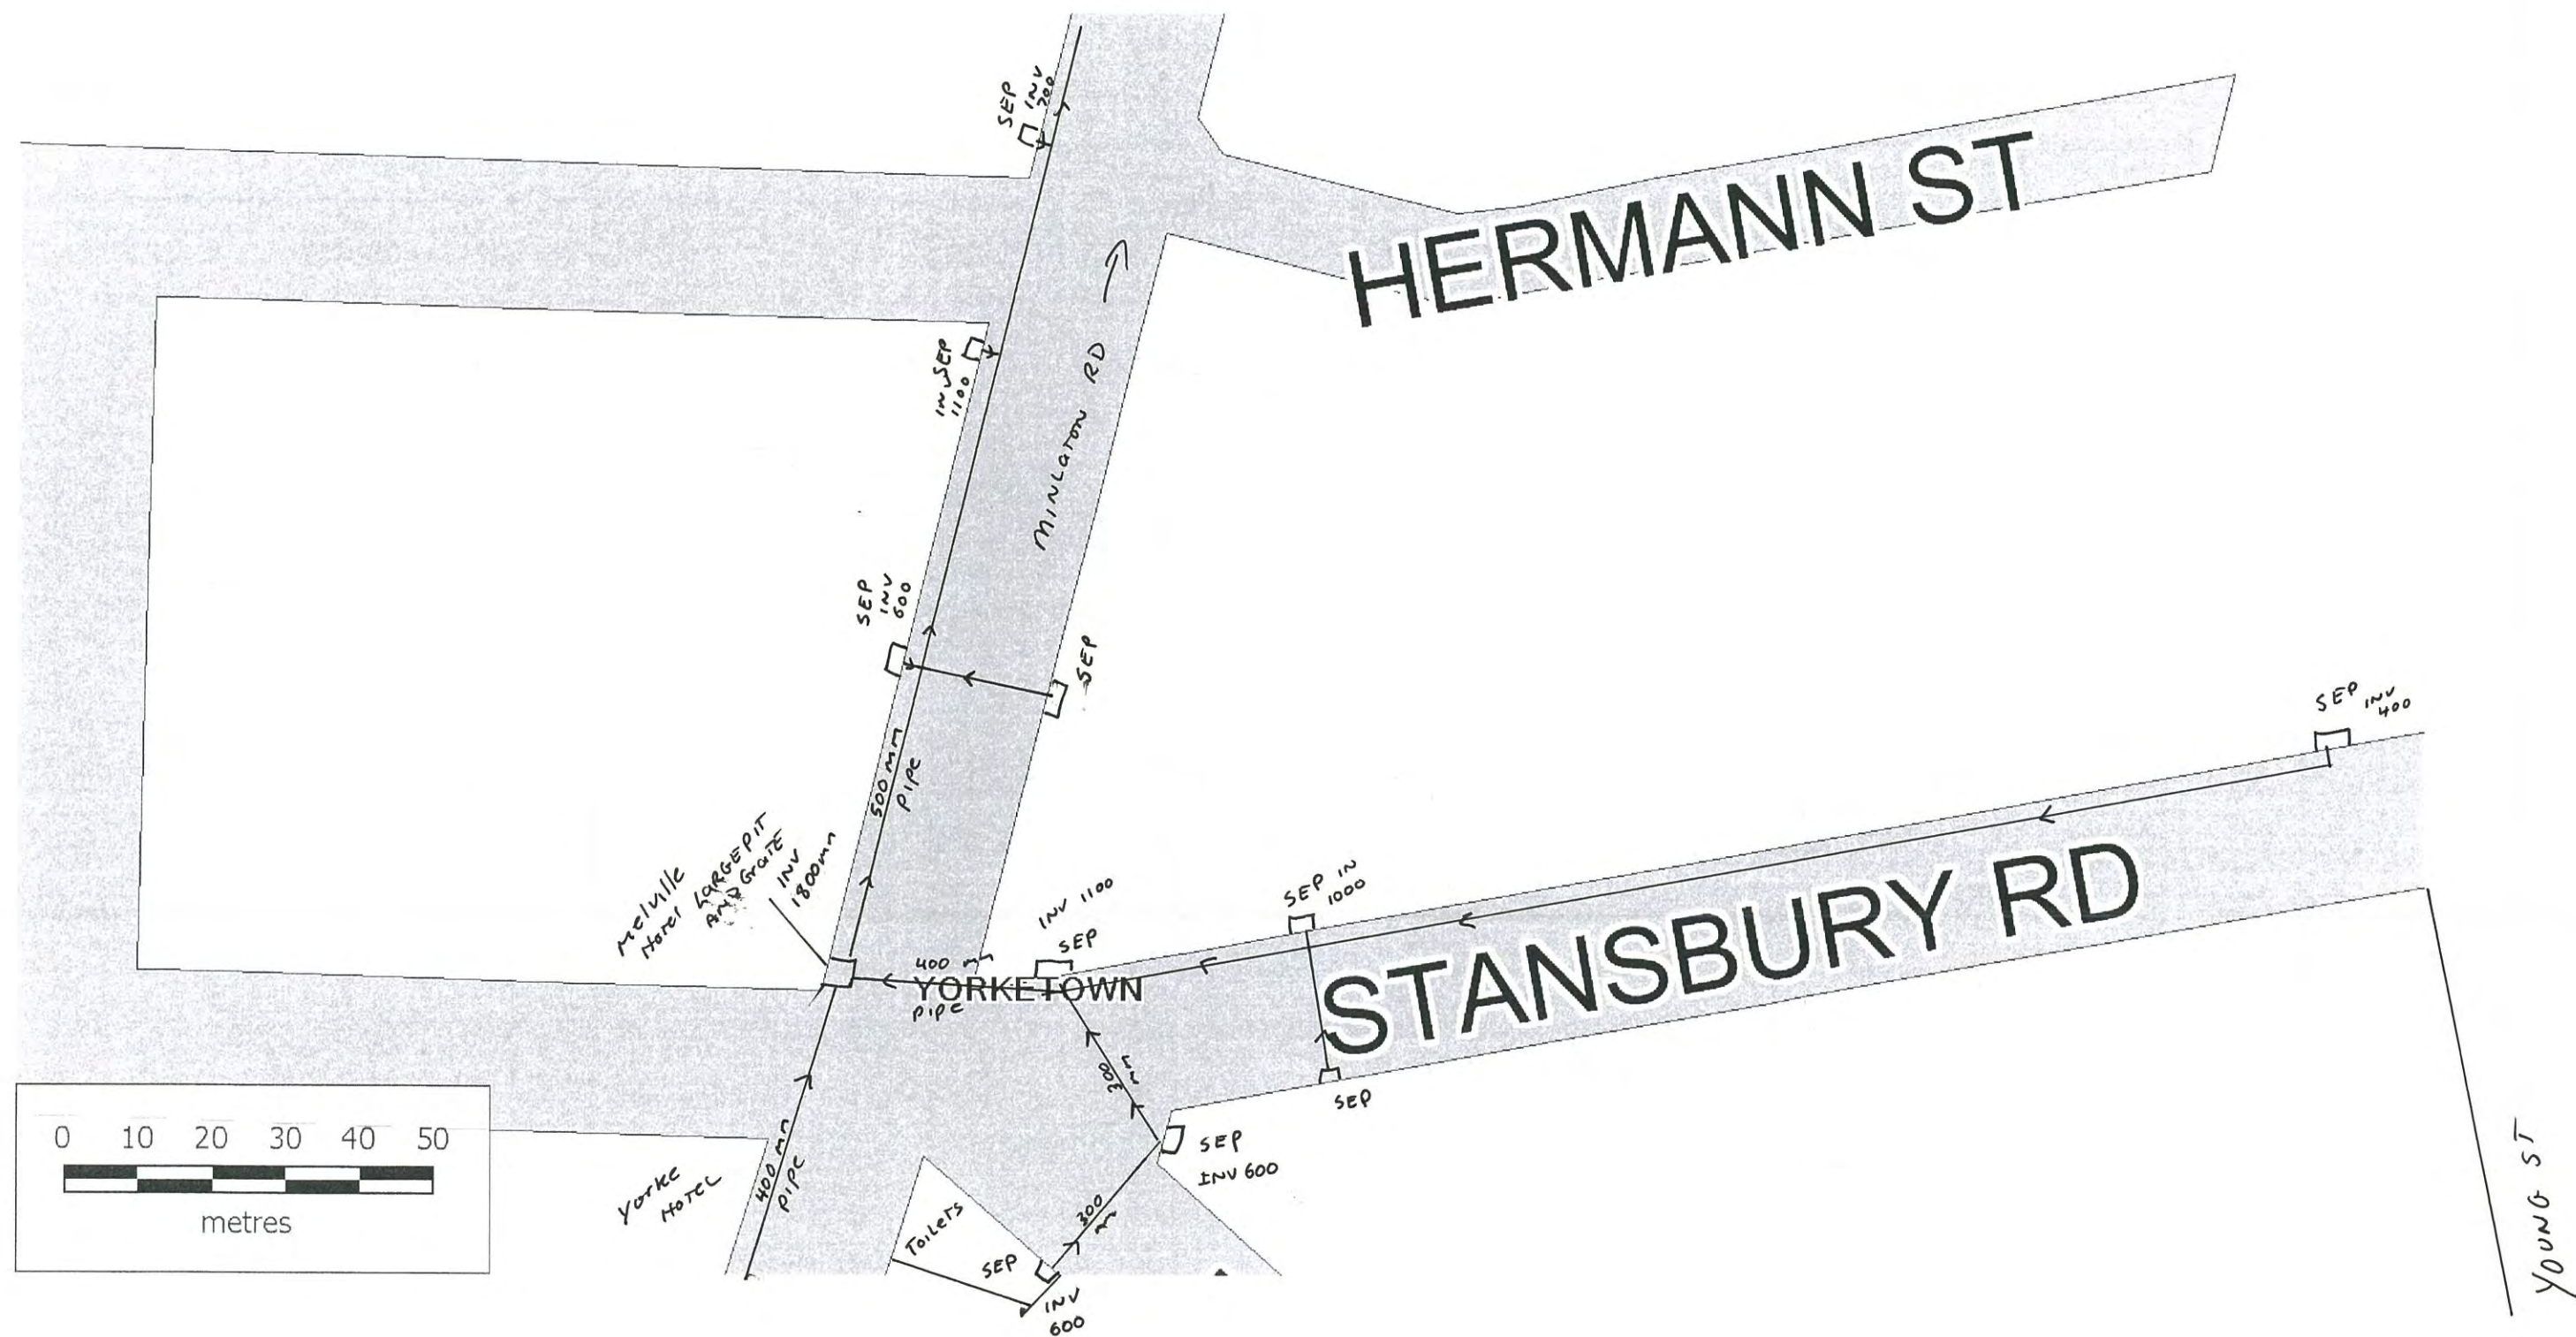 SEP
INV
700
HERMANN ST
SEP
INV
1100
MINLATON RD
SEP
INV
600
SEP
SEP INV
400
500 mm
PIPE
Melville
Hotel LARGE PIT
AND Grate
INV
1800mm
INV 1100
SEP
SEP IN
1000
STANSBURY RD
400 mm
YORKETOWN
PIPE
300
mm
SEP
SEP
INV 600
400 mm
PIPE
Yorke
Hotel
Toilets
300
mm
SEP
INV
600
YOUNG ST
0 10 20 30 40 50
metres